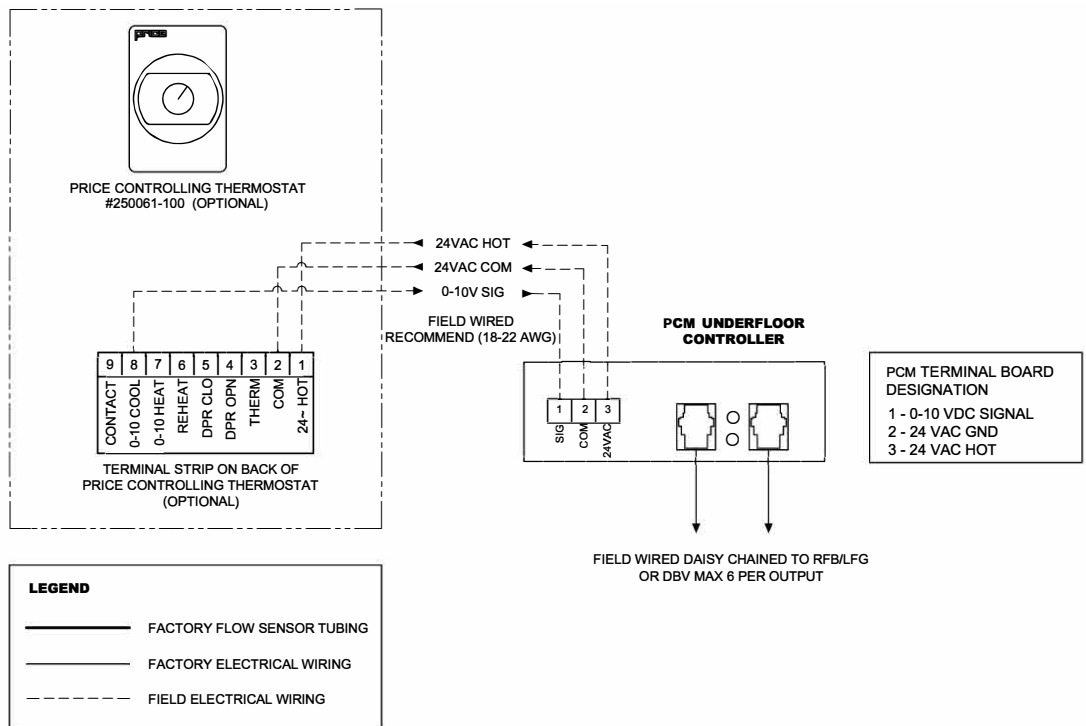 price
PRICE CONTROLLING THERMOSTAT
#250061-100 (OPTIONAL)
24VAC HOT
24VAC COM
0-10V SIG
FIELD WIRED
RECOMMEND (18-22 AWG)
9 8 7 6 5 4 3 2 1
CONTACT
0-10 COOL
0-10 HEAT
REHEAT
DPR CLO
DPR OPN
THERM
COM
24~ HOT
TERMINAL STRIP ON BACK OF
PRICE CONTROLLING THERMOSTAT
(OPTIONAL)
PCM UNDERFLOOR
CONTROLLER
1 2 3
SIG
COM
24VAC
PCM TERMINAL BOARD
DESIGNATION
1 - 0-10 VDC SIGNAL
2 - 24 VAC GND
3 - 24 VAC HOT
FIELD WIRED DAISY CHAINED TO RFB/LFG
OR DBV MAX 6 PER OUTPUT
LEGEND
FACTORY FLOW SENSOR TUBING
FACTORY ELECTRICAL WIRING
FIELD ELECTRICAL WIRING